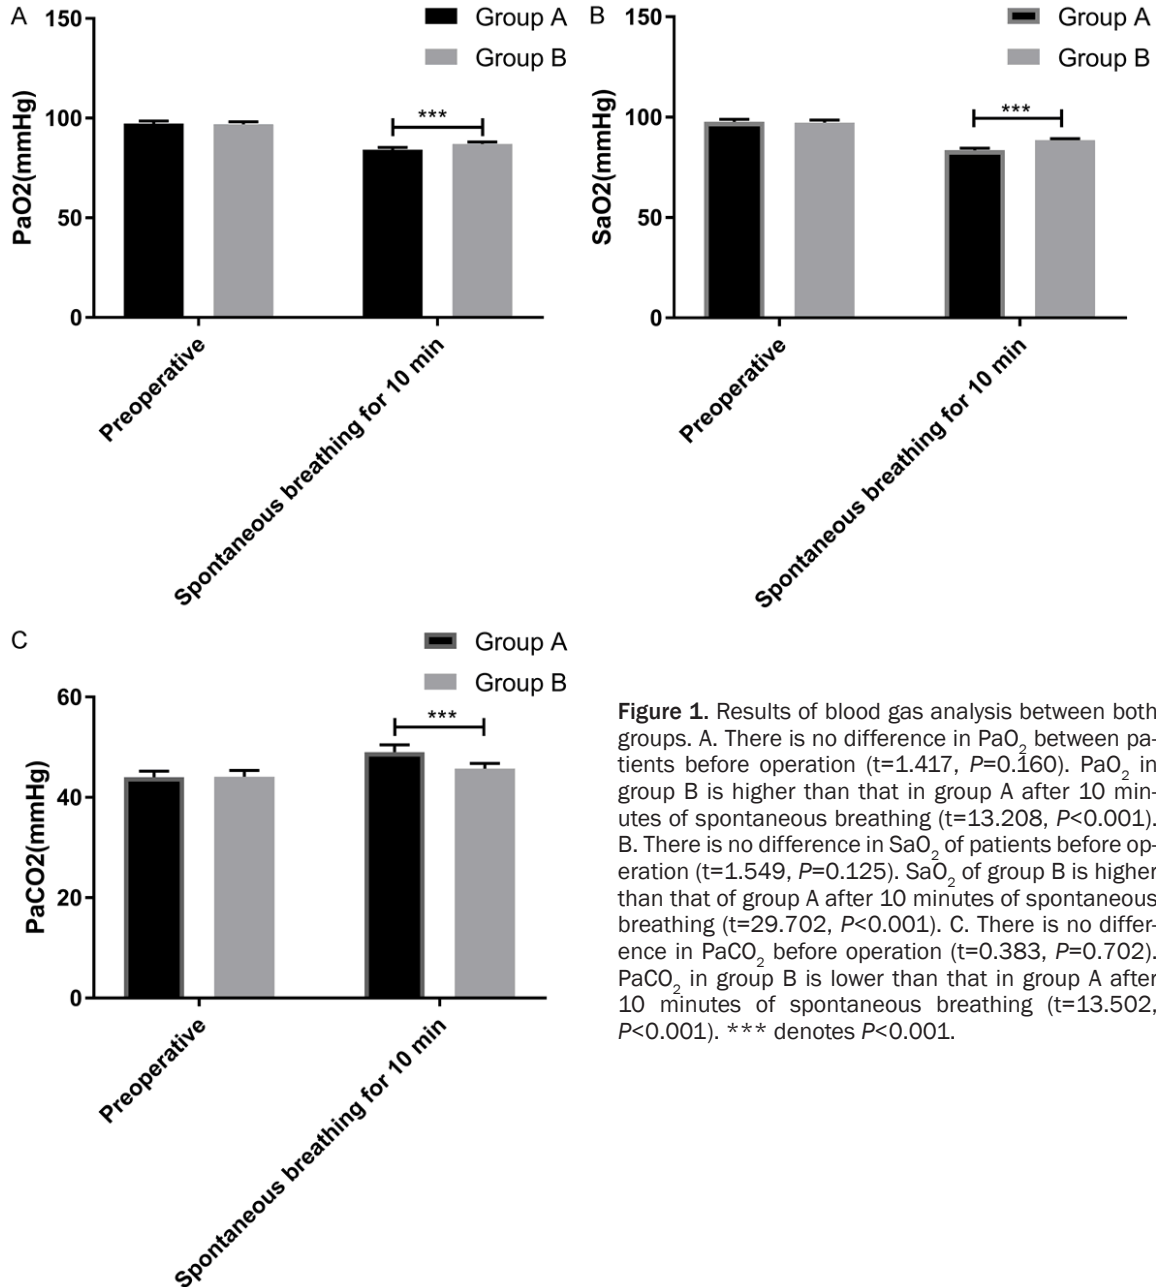 A
150
100
50
0
PaO2(mmHg)
Group A
Group B
***
Preoperative
Spontaneous breathing for 10 min
B
150
100
50
0
SaO2(mmHg)
Group A
Group B
***
Preoperative
Spontaneous breathing for 10 min
C
60
40
20
0
PaCO2(mmHg)
Group A
Group B
***
Preoperative
Spontaneous breathing for 10 min
Figure 1. Results of blood gas analysis between both
groups. A. There is no difference in PaO2 between pa-
tients before operation (t=1.417, P=0.160). PaO2 in
group B is higher than that in group A after 10 min-
utes of spontaneous breathing (t=13.208, P<0.001).
B. There is no difference in SaO2 of patients before op-
eration (t=1.549, P=0.125). SaO2 of group B is higher
than that of group A after 10 minutes of spontaneous
breathing (t=29.702, P<0.001). C. There is no differ-
ence in PaCO2 before operation (t=0.383, P=0.702).
PaCO2 in group B is lower than that in group A after
10 minutes of spontaneous breathing (t=13.502,
P<0.001). *** denotes P<0.001.